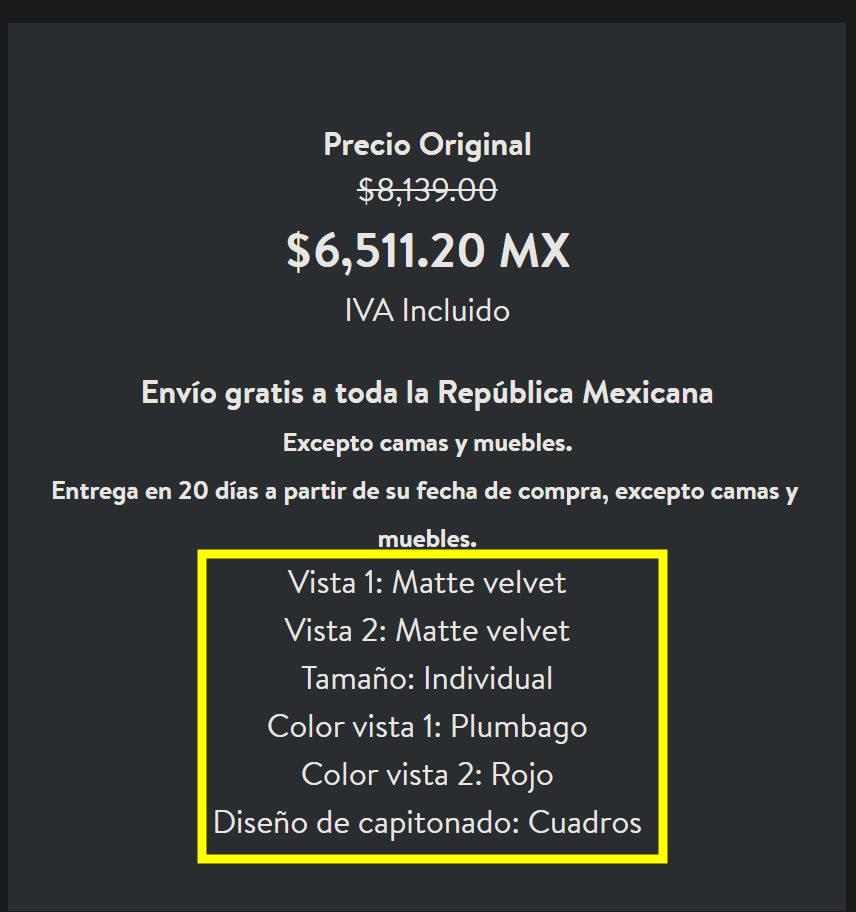 Precio Original
$8,139.00
$6,511.20 MX
IVA Incluido
Envío gratis a toda la República Mexicana
Excepto camas y muebles.
Entrega en 20 días a partir de su fecha de compra, excepto camas y
muebles.
Vista 1: Matte velvet
Vista 2: Matte velvet
Tamaño: Individual
Color vista 1: Plumbago
Color vista 2: Rojo
Diseño de capitonado: Cuadros